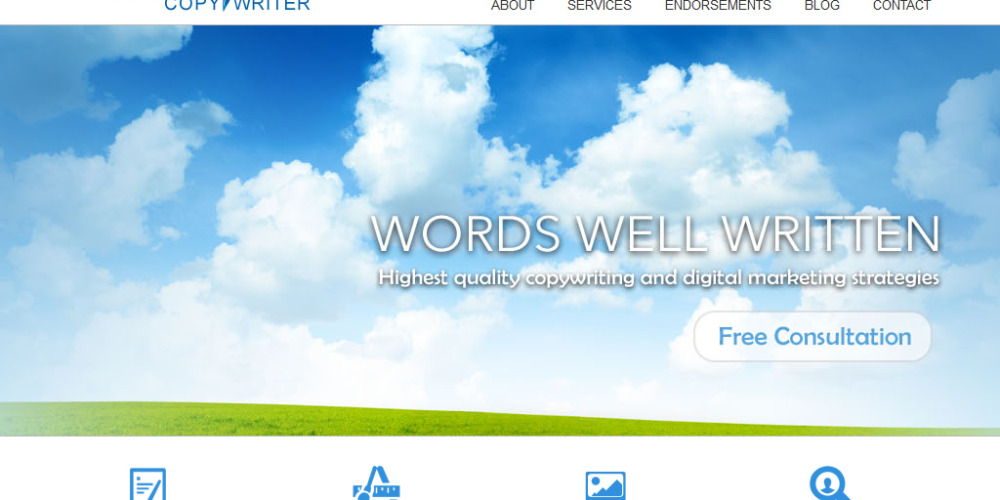 COPYWRITER
ABOUT SERVICES ENDORSEMENTS BLOG CONTACT
WORDS WELL WRITTEN
Highest quality copywriting and digital marketing strategies
Free Consultation